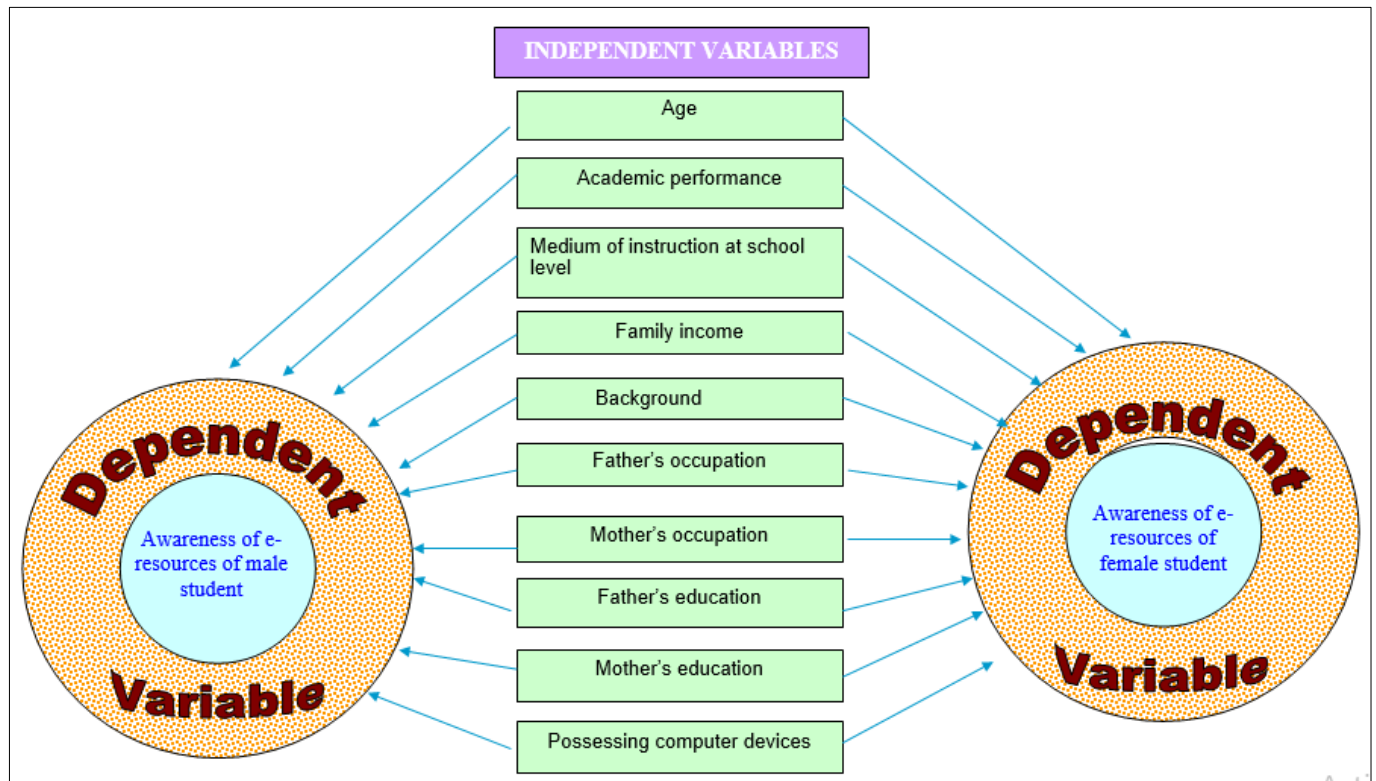 INDEPENDENT VARIABLES
Age
Academic performance
Medium of instruction at school
level
Family income
Background
Father's occupation
Mother's occupation
Father's education
Mother's education
Possessing computer devices
Dependent
Awareness of e-
resources of male
student
Variable
Dependent
Awareness of e-
resources of
female student
Variable